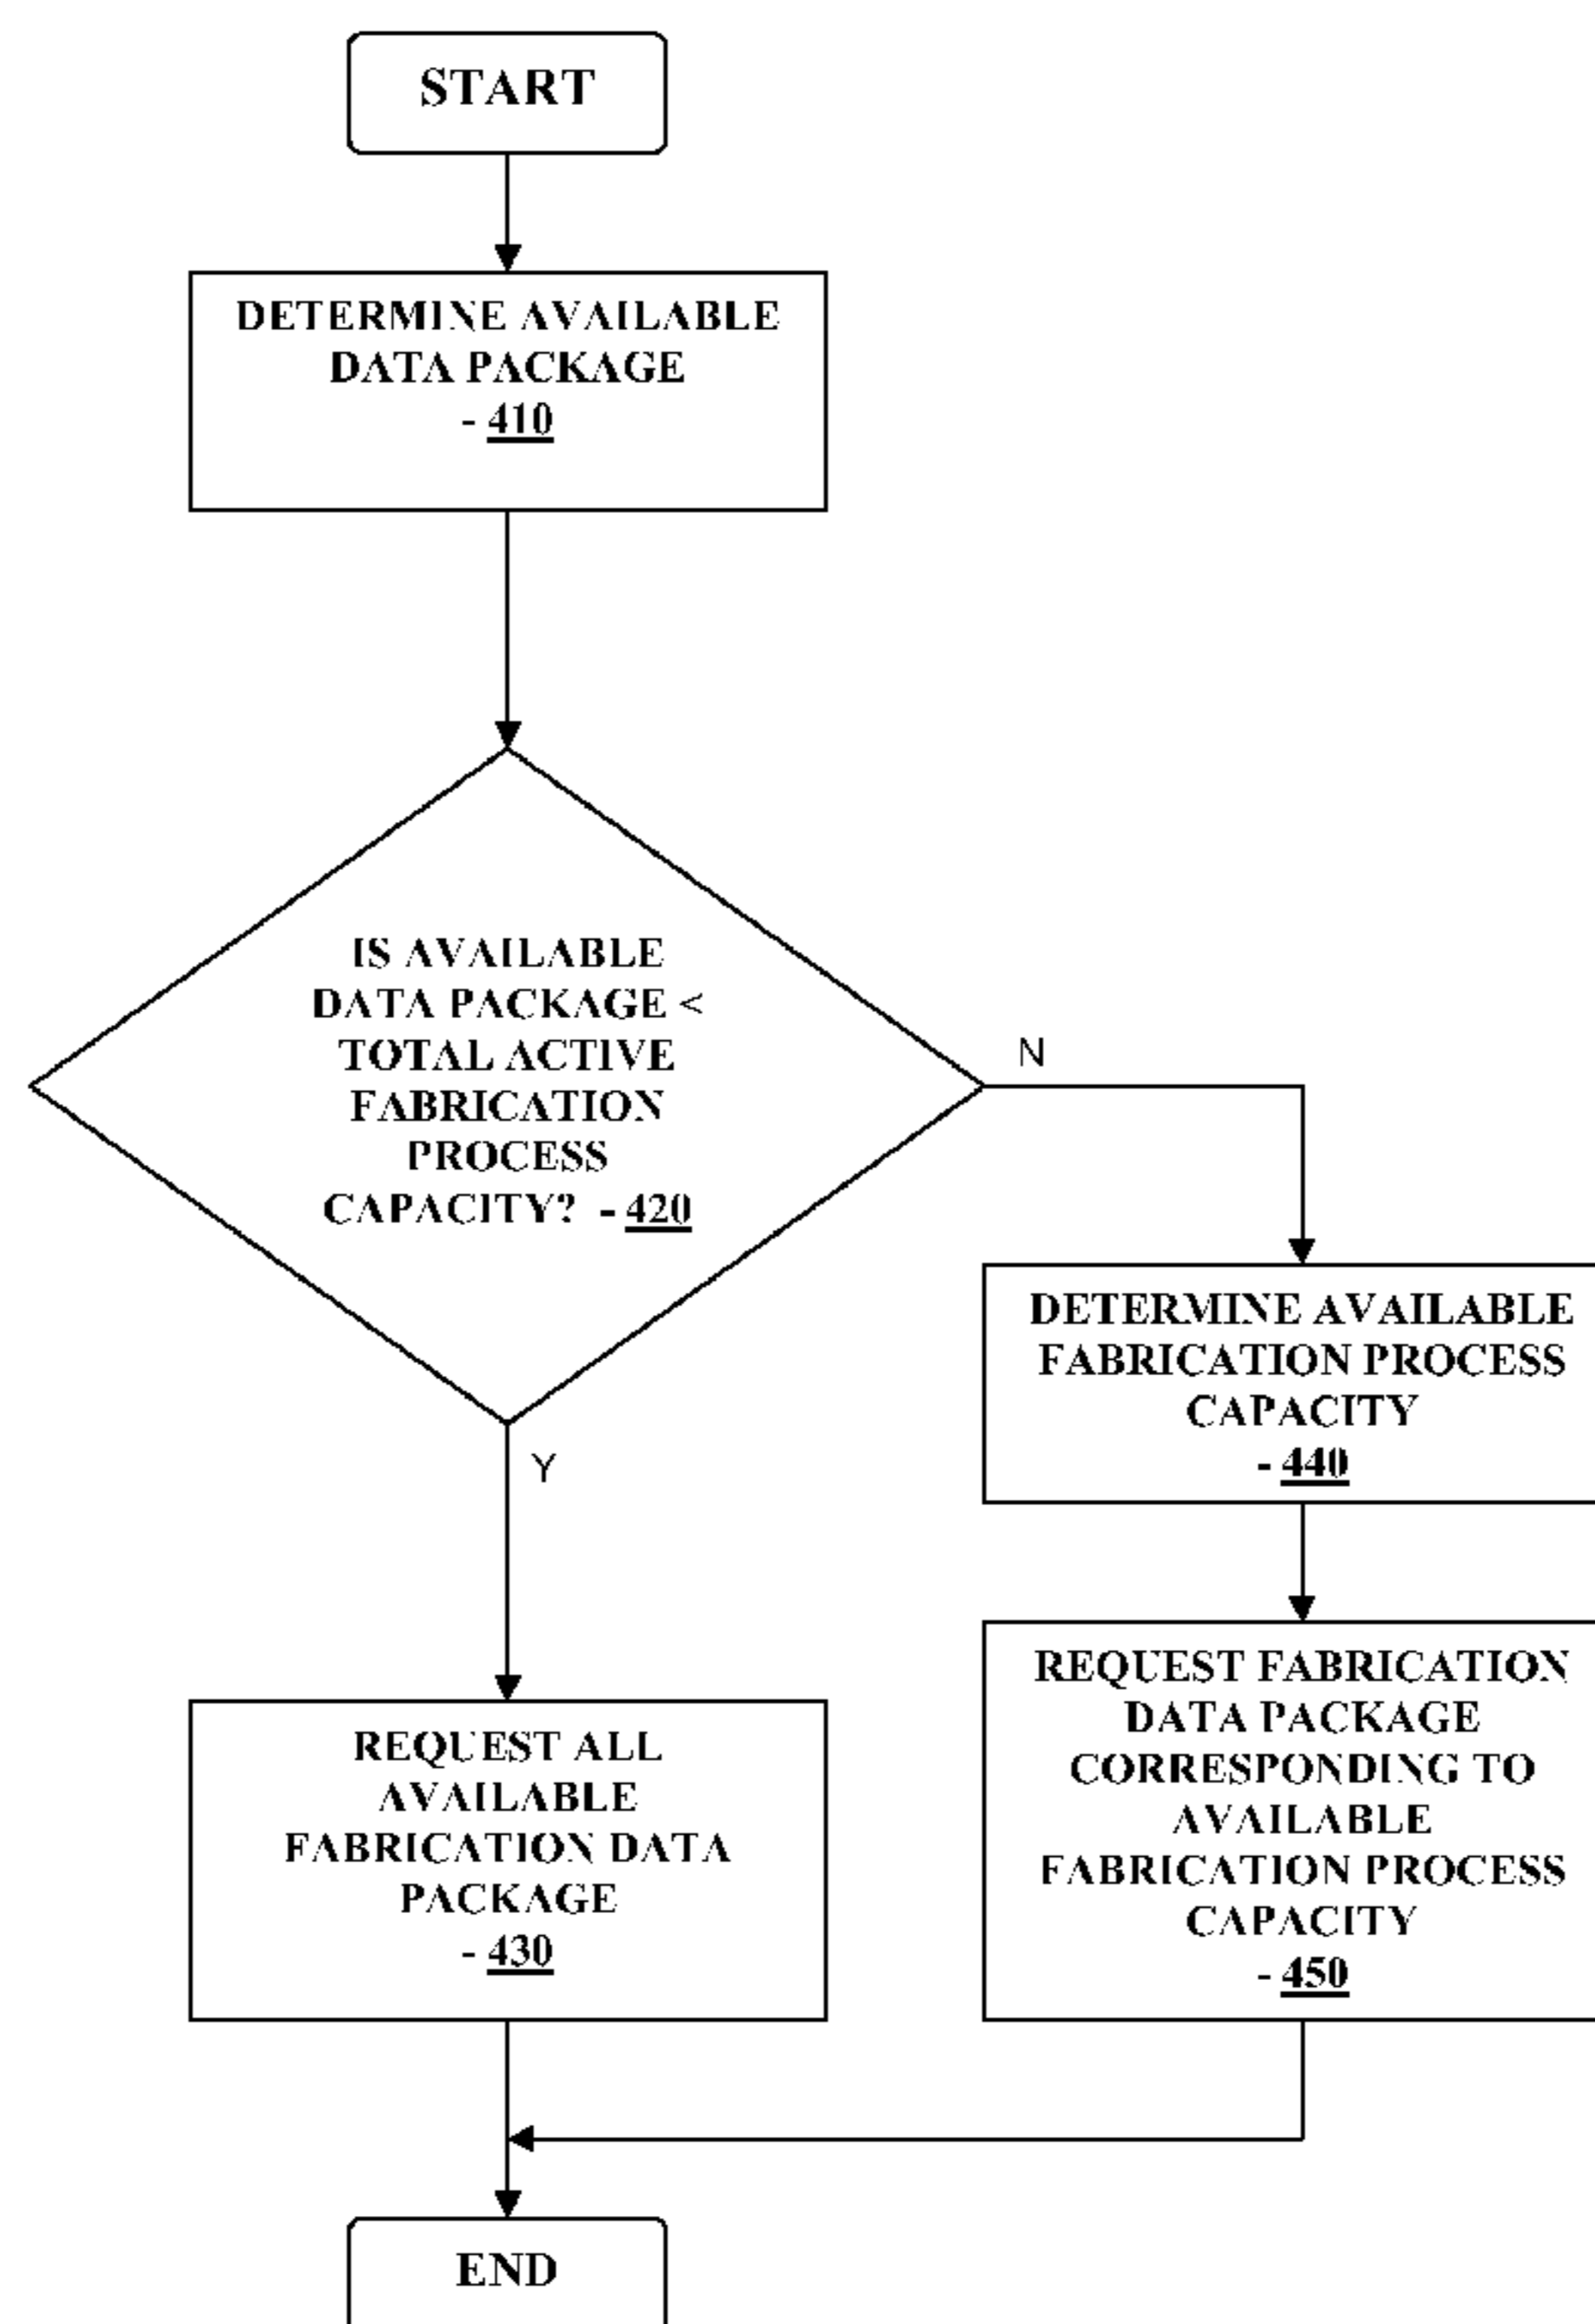 START
DETERMINE AVAILABLE
DATA PACKAGE
- 410
IS AVAILABLE
DATA PACKAGE <
TOTAL ACTIVE
FABRICATION
PROCESS
CAPACITY? - 420
N
Y
DETERMINE AVAILABLE
FABRICATION PROCESS
CAPACITY
- 440
REQUEST ALL
AVAILABLE
FABRICATION DATA
PACKAGE
- 430
REQUEST FABRICATION
DATA PACKAGE
CORRESPONDING TO
AVAILABLE
FABRICATION PROCESS
CAPACITY
- 450
END